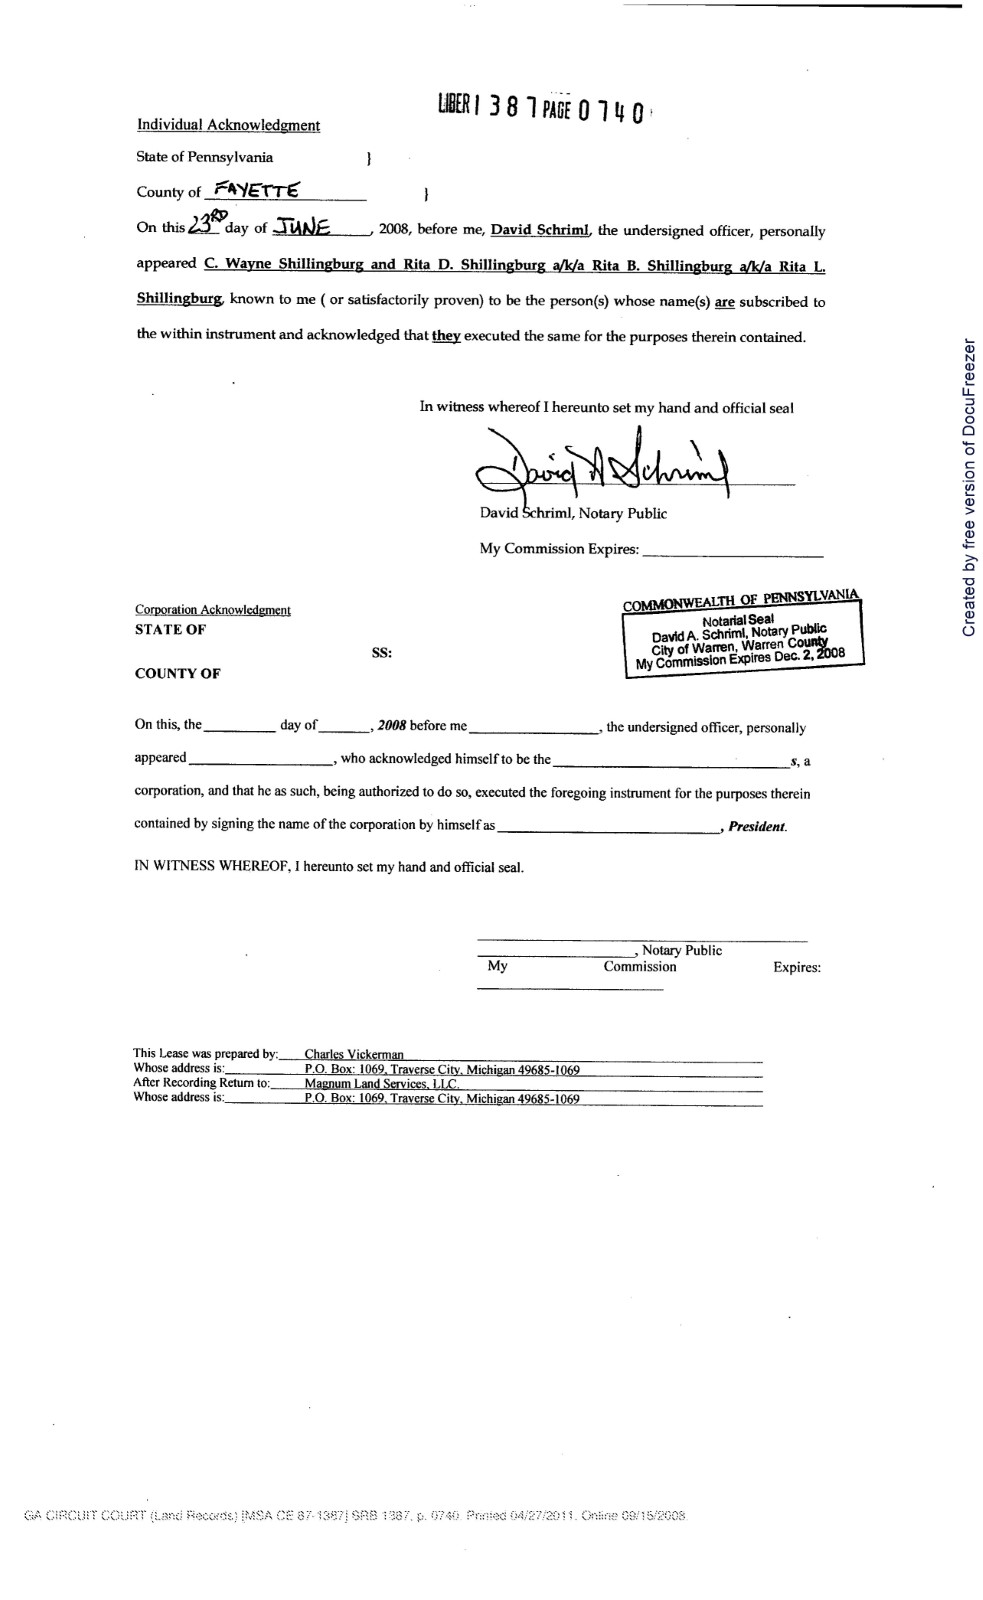 LIBER 1387 PAGE 0740
Individual Acknowledgment
State of Pennsylvania }
County of FAYETTE }
On this 23RD day of JUNE, 2008, before me, David Schriml, the undersigned officer, personally
appeared C. Wayne Shillingburg and Rita D. Shillingburg a/k/a Rita B. Shillingburg a/k/a Rita L.
Shillingburg, known to me ( or satisfactorily proven) to be the person(s) whose name(s) are subscribed to
the within instrument and acknowledged that they executed the same for the purposes therein contained.
In witness whereof I hereunto set my hand and official seal
David A Schriml
David Schriml, Notary Public
My Commission Expires: ____________________
COMMONWEALTH OF PENNSYLVANIA
Notarial Seal
David A. Schriml, Notary Public
City of Warren, Warren County
My Commission Expires Dec. 2, 2008
Corporation Acknowledgment
STATE OF
SS:
COUNTY OF
On this, the ________ day of ______, 2008 before me ______________, the undersigned officer, personally
appeared ________________, who acknowledged himself to be the __________________________s, a
corporation, and that he as such, being authorized to do so, executed the foregoing instrument for the purposes therein
contained by signing the name of the corporation by himself as _________________________, President.
IN WITNESS WHEREOF, I hereunto set my hand and official seal.
__________________, Notary Public
My Commission Expires:
This Lease was prepared by: Charles Vickerman
Whose address is: P.O. Box: 1069, Traverse City, Michigan 49685-1069
After Recording Return to: Magnum Land Services, LLC.
Whose address is: P.O. Box: 1069, Traverse City, Michigan 49685-1069
GA CIRCUIT COURT (Land Records) [MSA CE 87-1387] SRB 1387, p. 0740. Printed 04/27/2011. Online 09/15/2008.
Created by free version of DocuFreezer